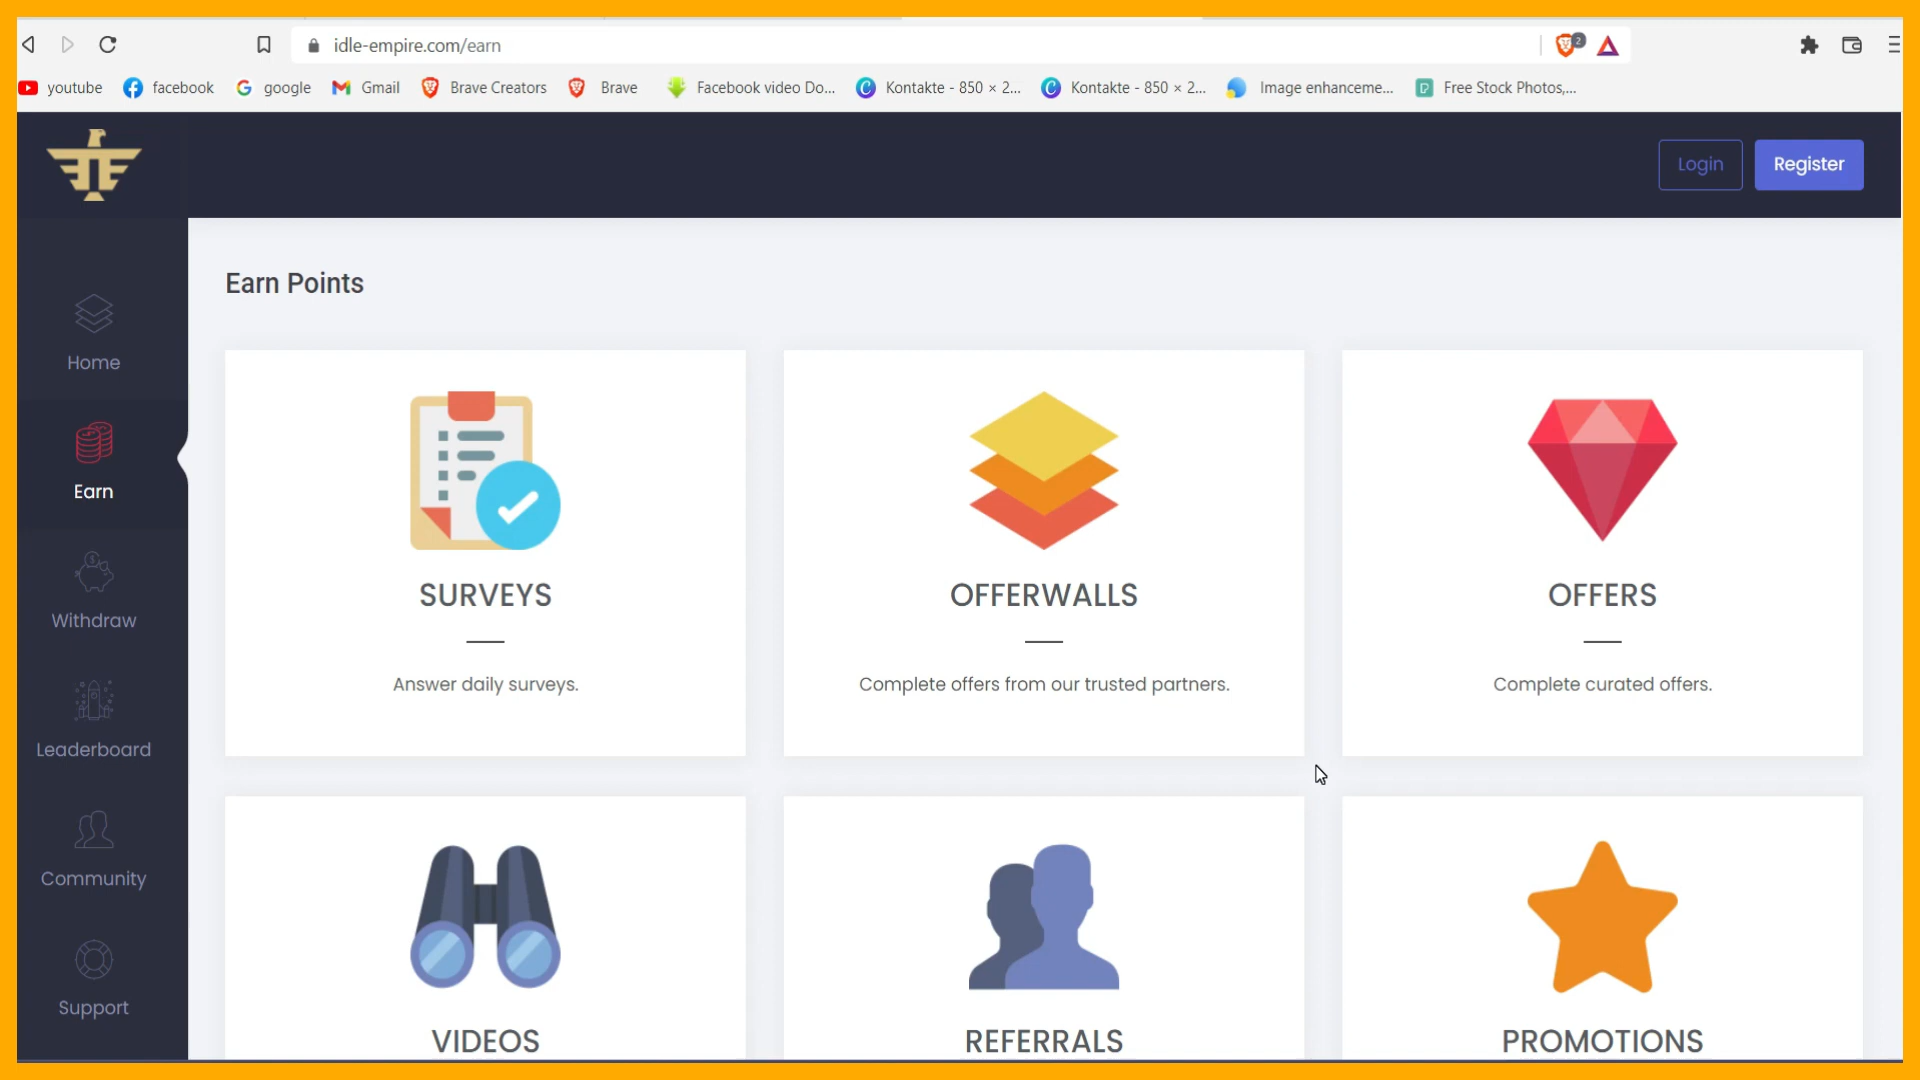 idle-empire.com/earn
2
youtube
facebook
google
Gmail
Brave Creators
Brave
Facebook video Do...
Kontakte - 850 × 2...
Kontakte - 850 × 2...
Image enhanceme...
Free Stock Photos,...
Login
Register
Home
Earn
Withdraw
Leaderboard
Community
Support
Earn Points
SURVEYS
Answer daily surveys.
OFFERWALLS
Complete offers from our trusted partners.
OFFERS
Complete curated offers.
VIDEOS
REFERRALS
PROMOTIONS